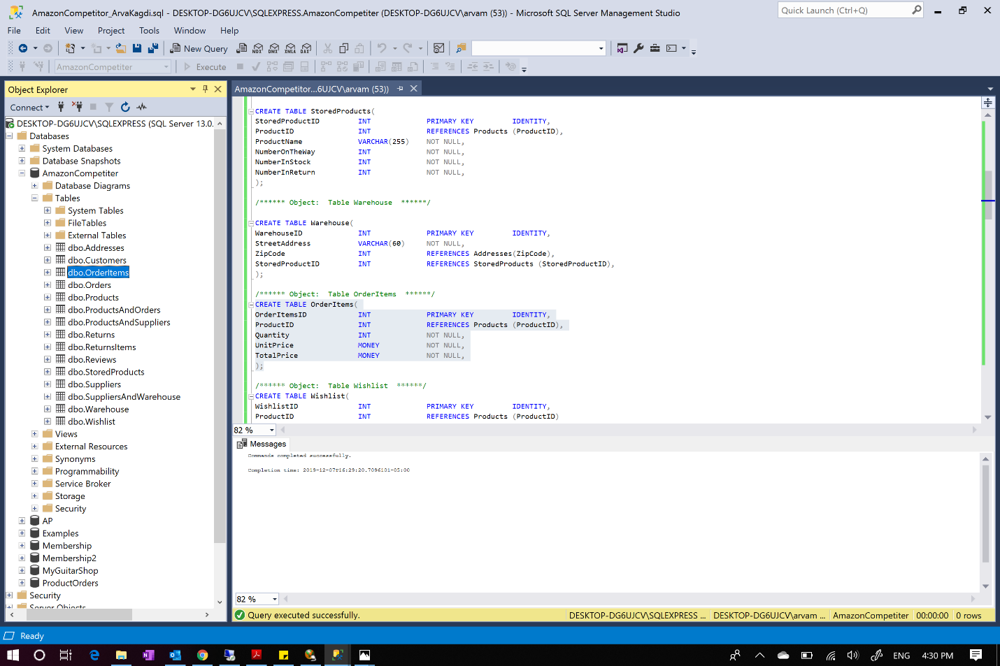 AmazonCompetitor_ArvaKagdi.sql - DESKTOP-DG6UJCV\SQLEXPRESS.AmazonCompetiter (DESKTOP-DG6UJCV\arvam (53)) - Microsoft SQL Server Management Studio
Quick Launch (Ctrl+Q)
File Edit View Project Tools Window Help
New Query MDX DMX XMLA DAX
AmazonCompetiter Execute
Object Explorer
Connect
DESKTOP-DG6UJCV\SQLEXPRESS (SQL Server 13.0.
Databases
System Databases
Database Snapshots
AmazonCompetiter
Database Diagrams
Tables
System Tables
FileTables
External Tables
dbo.Addresses
dbo.Customers
dbo.OrderItems
dbo.Orders
dbo.Products
dbo.ProductsAndOrders
dbo.ProductsAndSuppliers
dbo.Returns
dbo.ReturnsItems
dbo.Reviews
dbo.StoredProducts
dbo.Suppliers
dbo.SuppliersAndWarehouse
dbo.Warehouse
dbo.Wishlist
Views
External Resources
Synonyms
Programmability
Service Broker
Storage
Security
AP
Examples
Membership
Membership2
MyGuitarShop
ProductOrders
Security
Server Objects
AmazonCompetitor...6UJCV\arvam (53))
CREATE TABLE StoredProducts(
StoredProductID INT PRIMARY KEY IDENTITY,
ProductID INT REFERENCES Products (ProductID),
ProductName VARCHAR(255) NOT NULL,
NumberOnTheWay INT NOT NULL,
NumberInStock INT NOT NULL,
NumberInReturn INT NOT NULL,
);
/****** Object: Table Warehouse ******/
CREATE TABLE Warehouse(
WarehouseID INT PRIMARY KEY IDENTITY,
StreetAddress VARCHAR(60) NOT NULL,
ZipCode INT REFERENCES Addresses(ZipCode),
StoredProductID INT REFERENCES StoredProducts (StoredProductID),
);
/****** Object: Table OrderItems ******/
CREATE TABLE OrderItems(
OrderItemsID INT PRIMARY KEY IDENTITY,
ProductID INT REFERENCES Products (ProductID),
Quantity INT NOT NULL,
UnitPrice MONEY NOT NULL,
TotalPrice MONEY NOT NULL,
);
/****** Object: Table Wishlist ******/
CREATE TABLE Wishlist(
WishlistID INT PRIMARY KEY IDENTITY,
ProductID INT REFERENCES Products (ProductID)
82 %
Messages
Commands completed successfully.
Completion time: 2019-12-07T16:29:20.7096101-05:00
82 %
Query executed successfully. DESKTOP-DG6UJCV\SQLEXPRESS ... DESKTOP-DG6UJCV\arvam ... AmazonCompetiter 00:00:00 0 rows
Ready
ENG 4:30 PM